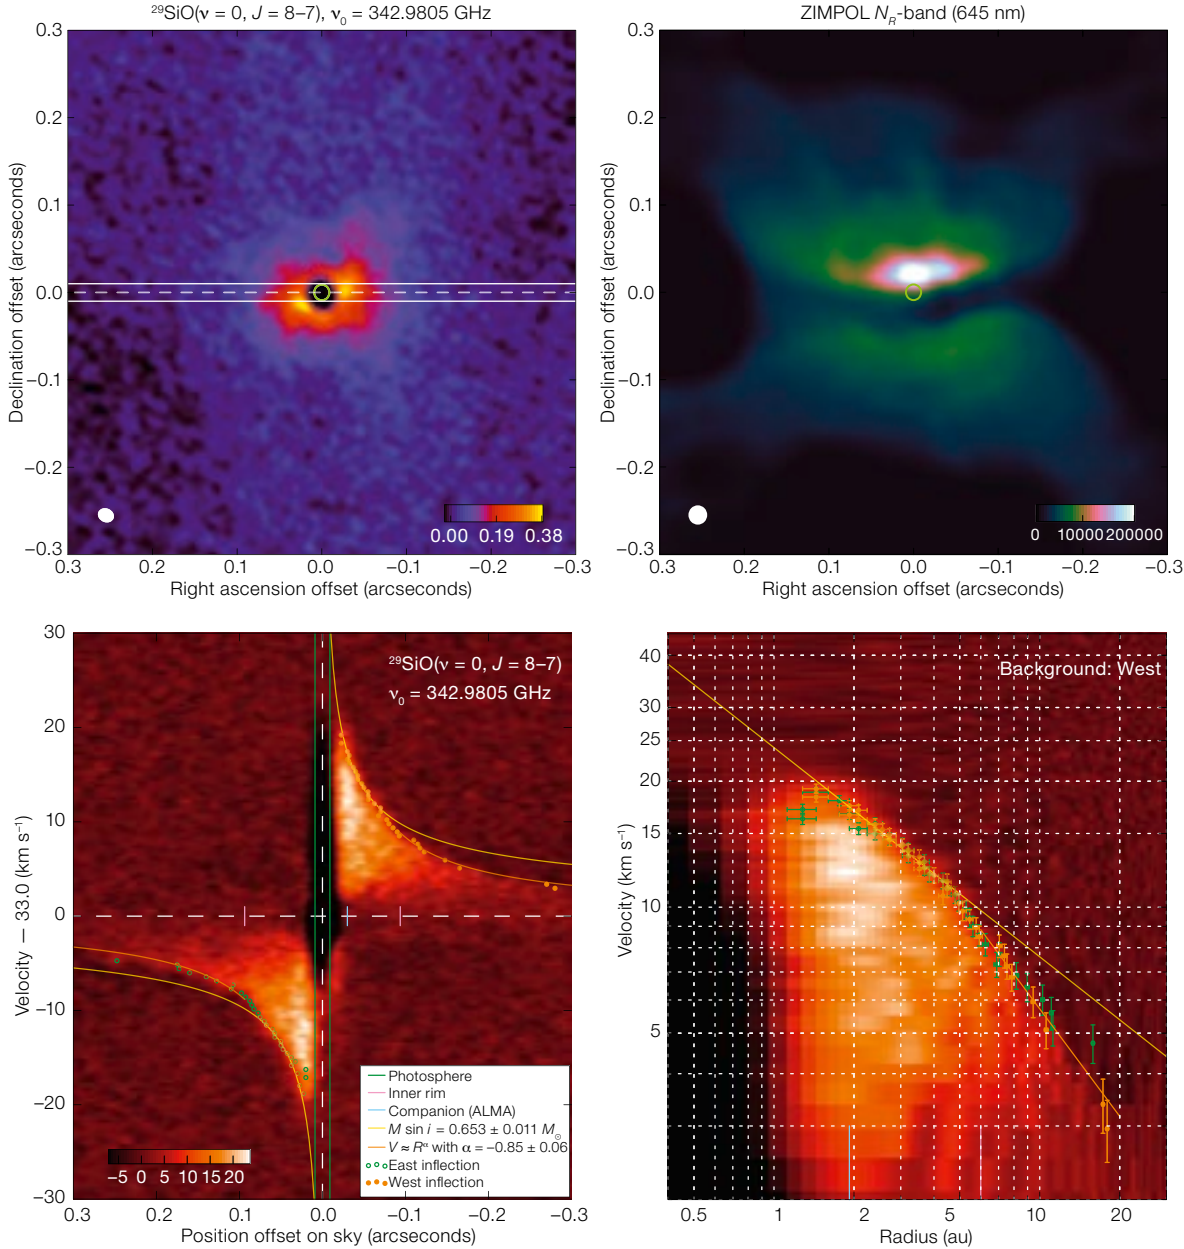 ²⁹SiO(ν = 0, J = 8–7), ν₀ = 342.9805 GHz
0.3
0.2
0.1
0.0
−0.1
−0.2
−0.3
Declination offset (arcseconds)
0.00 0.19 0.38
0.3 0.2 0.1 0.0 −0.1 −0.2 −0.3
Right ascension offset (arcseconds)
ZIMPOL N_R-band (645 nm)
0.3
0.2
0.1
0.0
−0.1
−0.2
−0.3
Declination offset (arcseconds)
0 10000 200000
0.3 0.2 0.1 0.0 −0.1 −0.2 −0.3
Right ascension offset (arcseconds)
30
20
10
0
−10
−20
−30
Velocity — 33.0 (km s⁻¹)
²⁹SiO(ν = 0, J = 8–7)
ν₀ = 342.9805 GHz
Photosphere
Inner rim
Companion (ALMA)
M sin i = 0.653 ± 0.011 M☉
V ≈ Rᵅ with α = −0.85 ± 0.06
East inflection
West inflection
−5 0 5 10 15 20
0.3 0.2 0.1 0.0 −0.1 −0.2 −0.3
Position offset on sky (arcseconds)
Background: West
40
30
25
20
15
10
5
Velocity (km s⁻¹)
0.5 1 2 5 10 20
Radius (au)